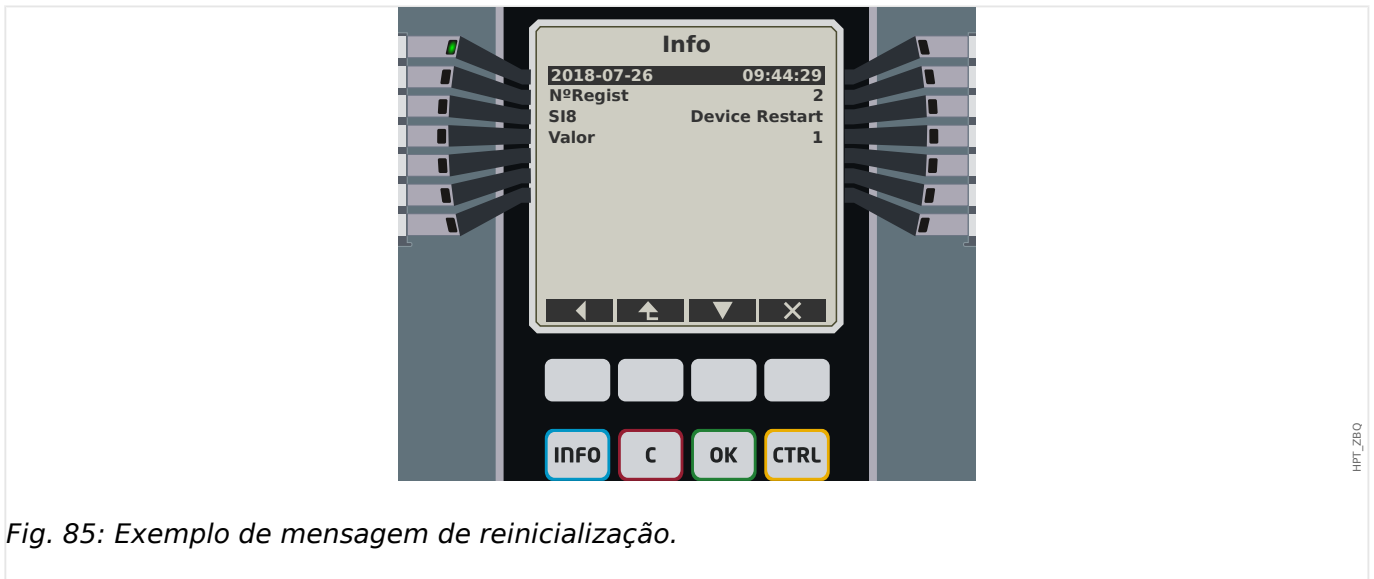 Info
2018-07-26 09:44:29
NºRegist 2
SI8 Device Restart
Valor 1
INFO C OK CTRL
HPT_ZBQ
Fig. 85: Exemplo de mensagem de reinicialização.